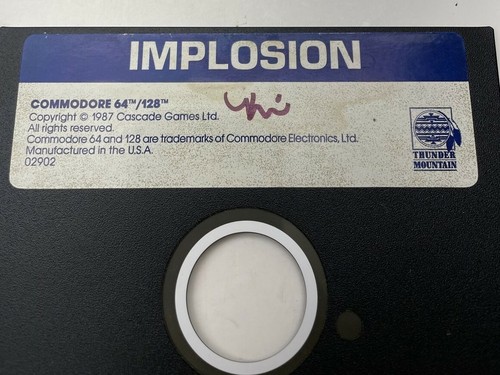 IMPLOSION
COMMODORE 64™/128™
Copyright © 1987 Cascade Games Ltd.
All rights reserved.
Commodore 64 and 128 are trademarks of Commodore Electronics, Ltd.
Manufactured in the U.S.A.
02902
THUNDER
MOUNTAIN